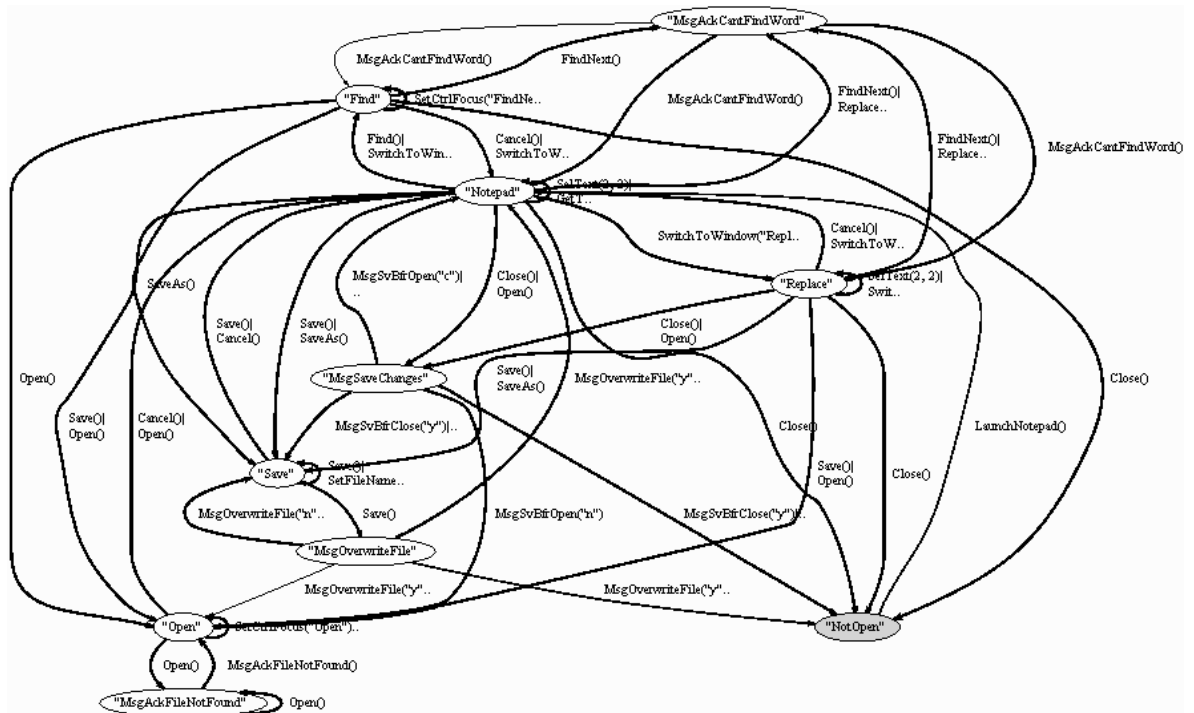 "MsgAckCantFindWord"
MsgAckCantFindWord()
FindNext()
"Find"
SetCtrlFocus("FindNe..
MsgAckCantFindWord()
FindNext()|
Replace..
Find()|
SwitchToWin..
Cancel()|
SwitchToW..
FindNext()|
Replace..
MsgAckCantFindWord()
"Notepad"
SelText(2, 2)|
GetT..
SwitchToWindow("Repl..
Cancel()|
SwitchToW..
SaveAs()
MsgSvBfrOpen("c")|
..
Close()|
Open()
"Replace"
SelText(2, 2)|
Swit..
Save()|
Cancel()
Save()|
SaveAs()
Close()|
Open()
Open()
"MsgSaveChanges"
Save()|
SaveAs()
MsgOverwriteFile("y"..
Close()
Save()|
Open()
Cancel()|
Open()
MsgSvBfrClose("y")|..
Close()
LaunchNotepad()
"Save"
Save()|
SetFileName..
Save()|
Open()
Close()
MsgOverwriteFile("n"..
Save()
MsgSvBfrOpen("n")
MsgSvBfrClose("y")|..
"MsgOverwriteFile"
MsgOverwriteFile("y"..
MsgOverwriteFile("y"..
"Open"
SetCtrlFocus("Open")..
"NotOpen"
Open()
MsgAckFileNotFound()
"MsgAckFileNotFound"
Open()